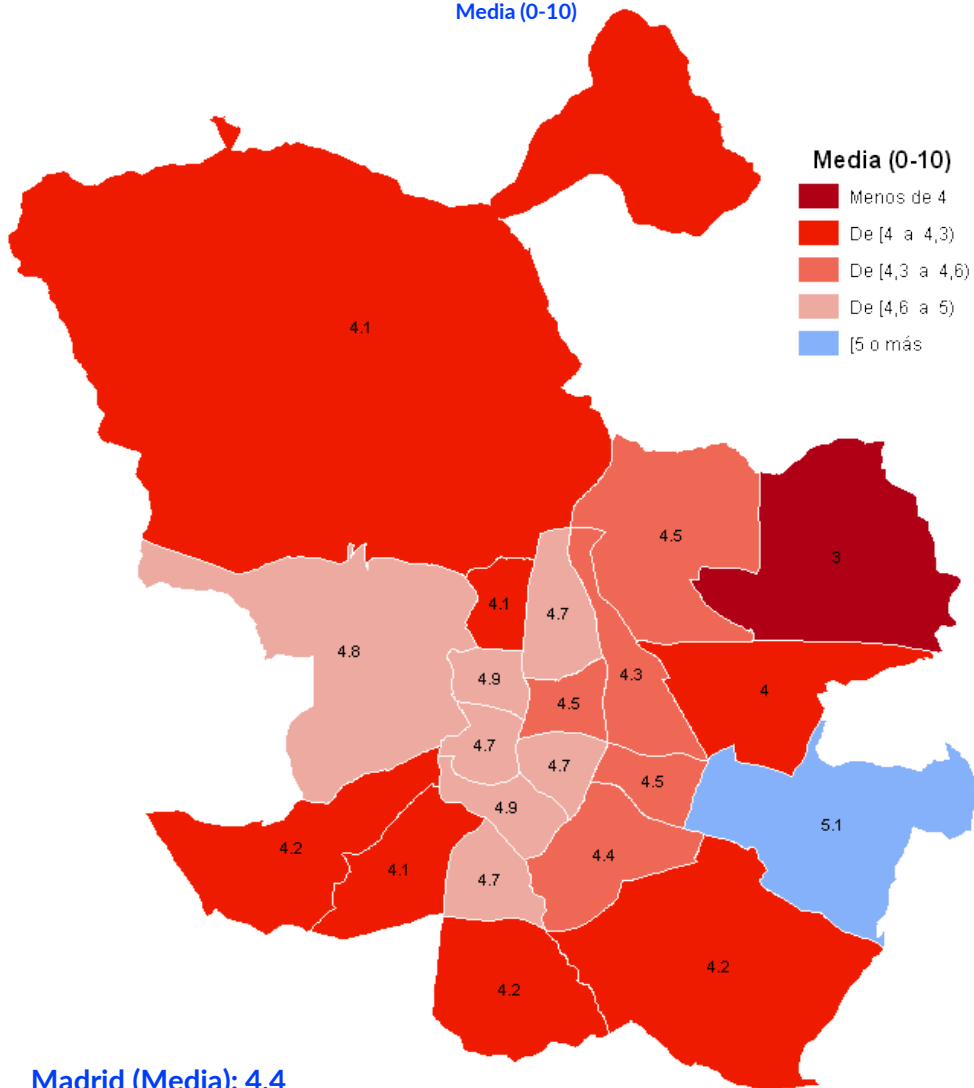 Media (0-10)
Media (0-10)
Menos de 4
De [4 a 4,3)
De [4,3 a 4,6)
De [4,6 a 5)
[5 o más
4.1
4.5
3
4.1
4.7
4.8
4.9
4.3
4
4.5
4.7
4.7
4.5
4.9
5.1
4.2
4.1
4.7
4.4
4.2
4.2
Madrid (Media): 4.4